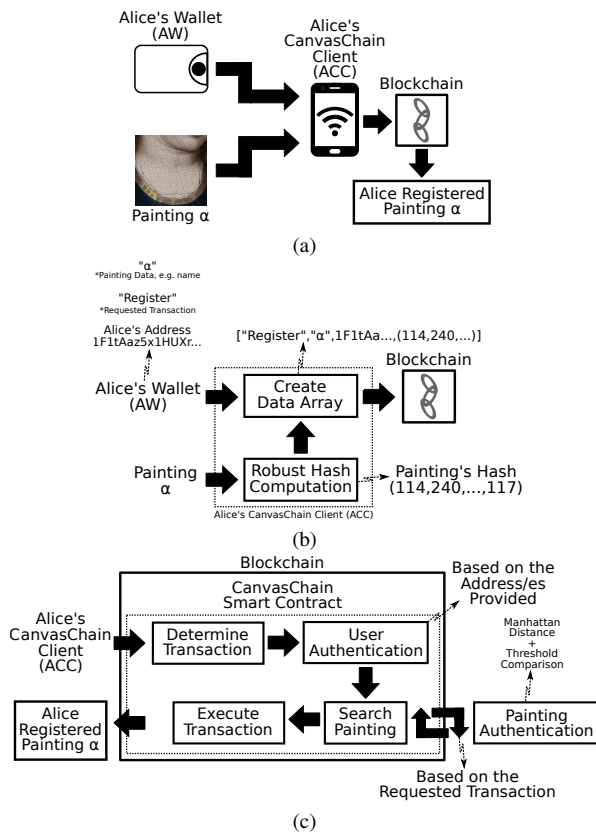 Alice's Wallet
(AW)
Alice's
CanvasChain
Client
(ACC)
Blockchain
Painting α
Alice Registered
Painting α
(a)
"α"
*Painting Data, e.g. name
"Register"
*Requested Transaction
Alice's Address
1F1tAaz5x1HUXr...
["Register","α",1F1tAa...,(114,240,...)]
Blockchain
Alice's Wallet
(AW)
Create
Data Array
Painting
α
Robust Hash
Computation
Painting's Hash
(114,240,...,117)
Alice's CanvasChain Client (ACC)
(b)
Blockchain
CanvasChain
Smart Contract
Based on the
Address/es
Provided
Alice's
CanvasChain
Client
(ACC)
Determine
Transaction
User
Authentication
Manhattan
Distance
+
Threshold
Comparison
Alice
Registered
Painting α
Execute
Transaction
Search
Painting
Painting
Authentication
Based on the
Requested Transaction
(c)